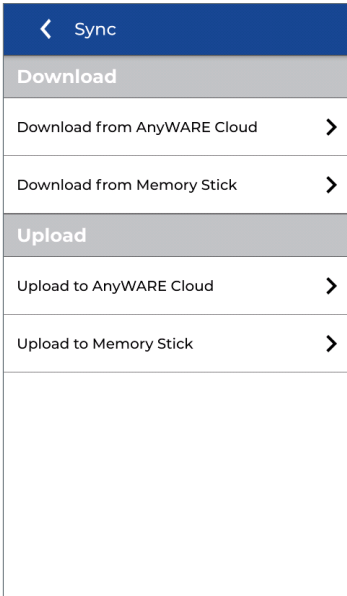 Sync
Download
Download from AnyWARE Cloud
Download from Memory Stick
Upload
Upload to AnyWARE Cloud
Upload to Memory Stick